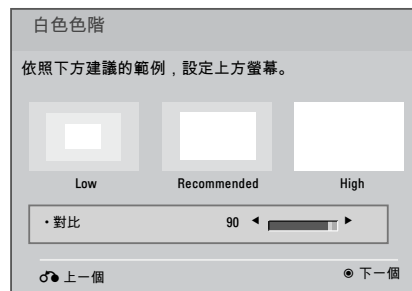 白色色階
依照下方建議的範例，設定上方螢幕。
Low Recommended High
•對比 90 ◄ ►
上一個 ◉ 下一個